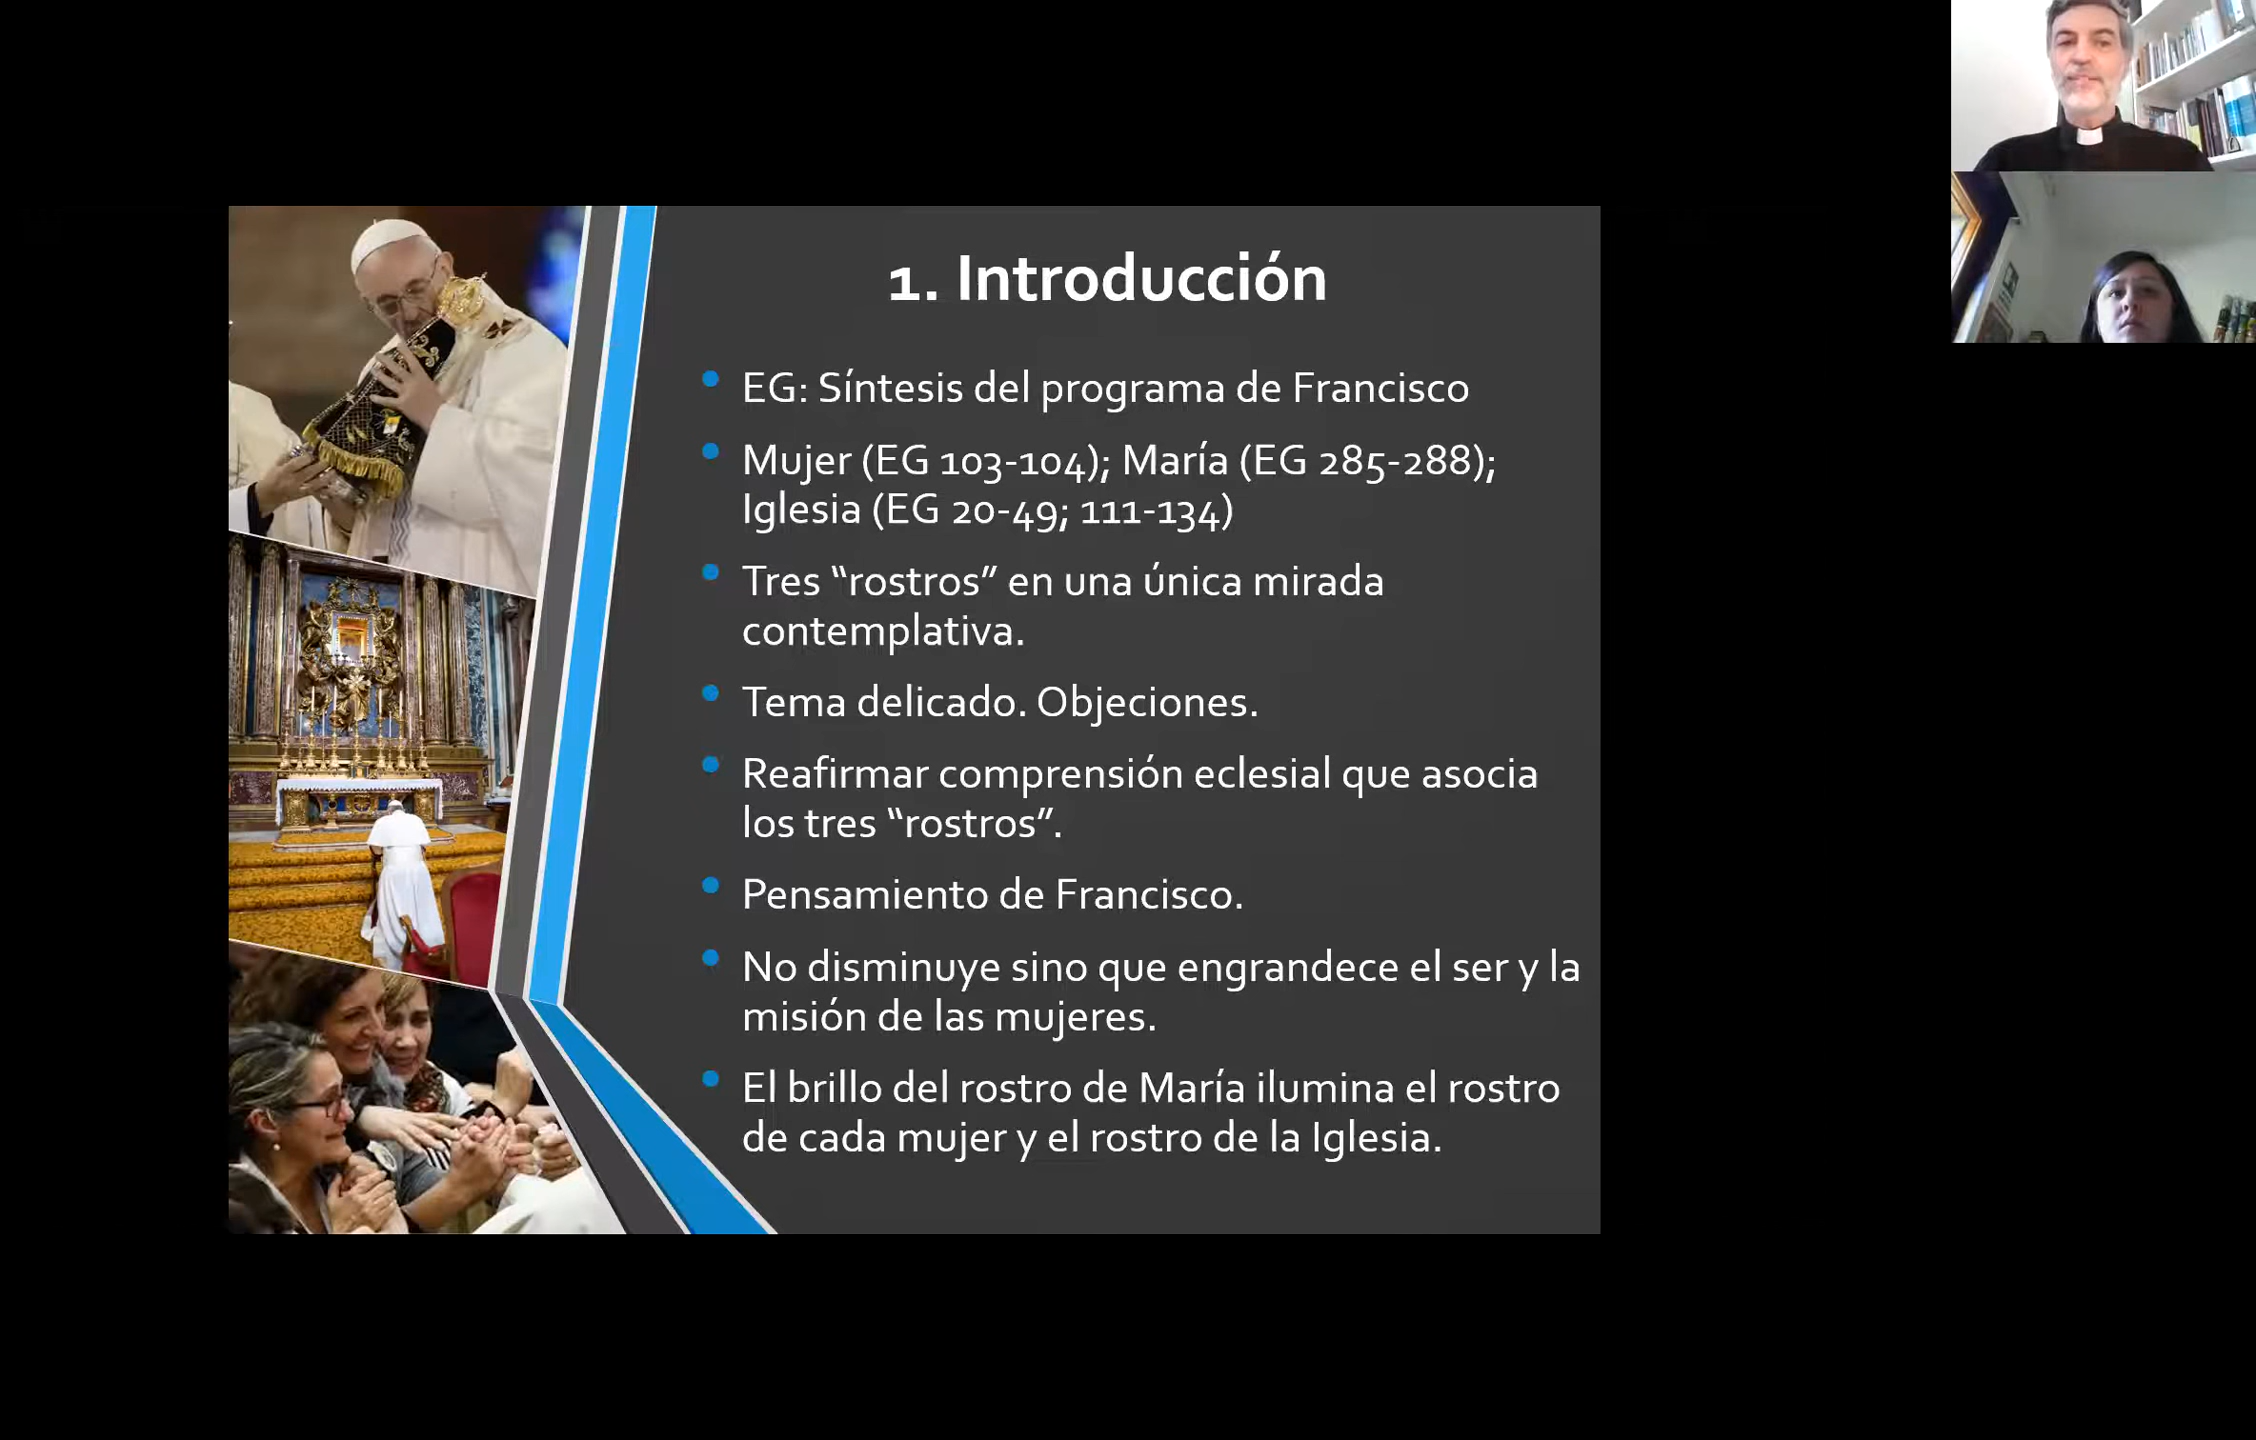 1. Introducción
• EG: Síntesis del programa de Francisco
• Mujer (EG 103-104); María (EG 285-288);
Iglesia (EG 20-49; 111-134)
• Tres “rostros” en una única mirada
contemplativa.
• Tema delicado. Objeciones.
• Reafirmar comprensión eclesial que asocia
los tres “rostros”.
• Pensamiento de Francisco.
• No disminuye sino que engrandece el ser y la
misión de las mujeres.
• El brillo del rostro de María ilumina el rostro
de cada mujer y el rostro de la Iglesia.